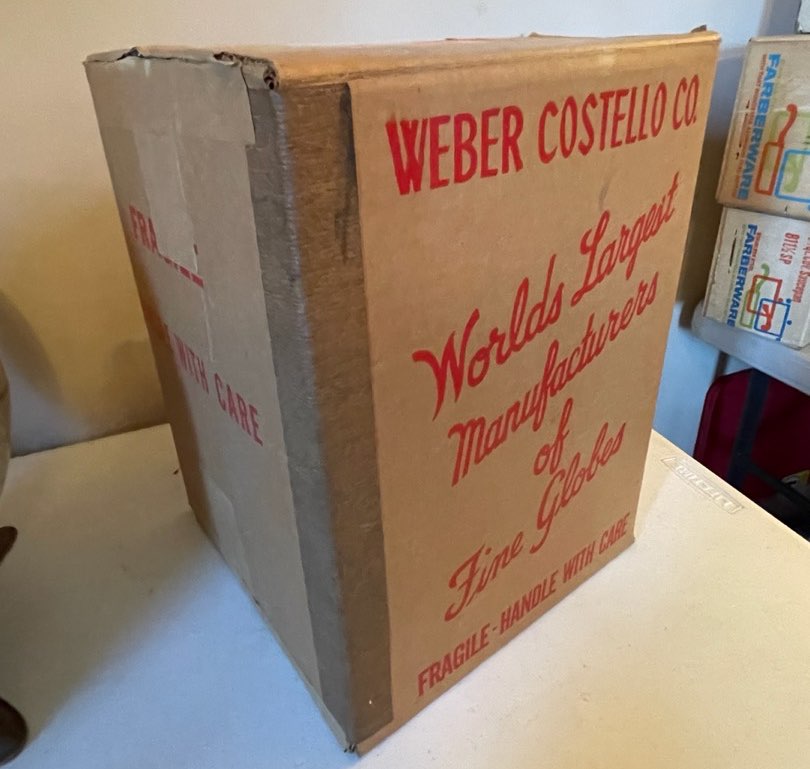 WEBER COSTELLO CO.
Worlds Largest
Manufacturers
of
Fine Globes
FRAGILE-HANDLE WITH CARE
WITH CARE
FARBERWARE
FARBERWARE